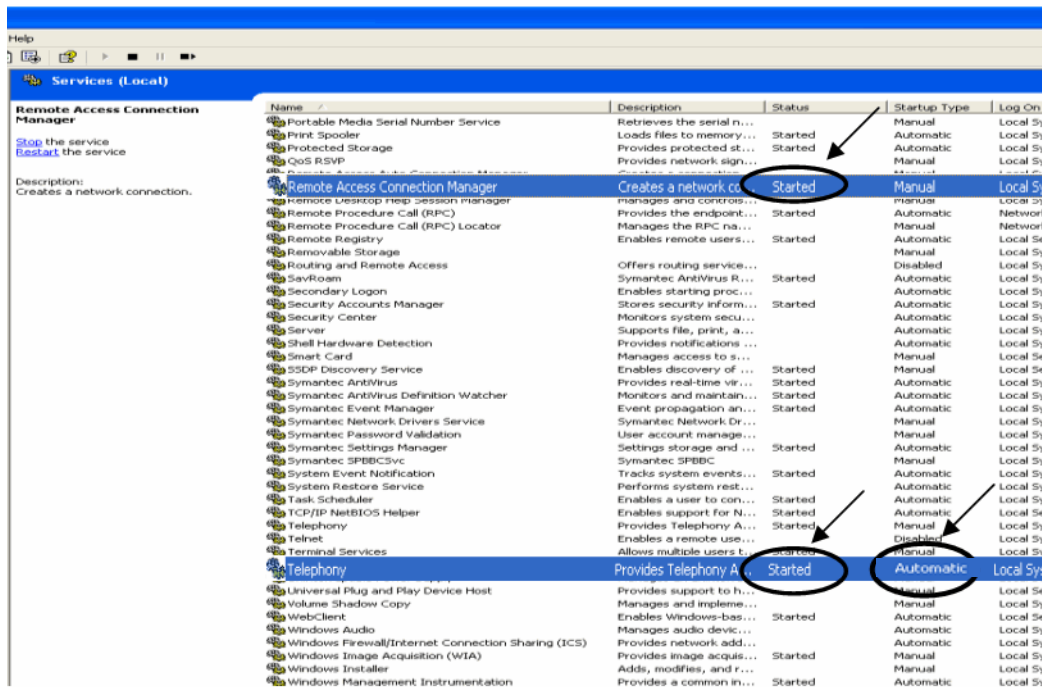 Help
Services (Local)
Remote Access Connection
Manager
Stop the service
Restart the service
Description:
Creates a network connection.
Name Description Status Startup Type Log On
Portable Media Serial Number Service Retrieves the serial n... Manual Local Sy
Print Spooler Loads files to memory... Started Automatic Local Sy
Protected Storage Provides protected st... Started Automatic Local Sy
QoS RSVP Provides network sign... Manual Local Sy
Remote Access Connection Manager Creates a network co... Started Manual Local Sy
Remote Desktop Help Session Manager Manages and controls... Manual Local Sy
Remote Procedure Call (RPC) Provides the endpoint... Started Automatic Networ
Remote Procedure Call (RPC) Locator Manages the RPC na... Manual Networ
Remote Registry Enables remote users... Started Automatic Local Se
Removable Storage Manual Local Sy
Routing and Remote Access Offers routing service... Disabled Local Sy
SavRoam Symantec AntiVirus R... Started Automatic Local Sy
Secondary Logon Enables starting proc... Automatic Local Sy
Security Accounts Manager Stores security inform... Started Automatic Local Sy
Security Center Monitors system secu... Automatic Local Sy
Server Supports file, print, a... Automatic Local Sy
Shell Hardware Detection Provides notifications ... Automatic Local Sy
Smart Card Manages access to s... Manual Local Se
SSDP Discovery Service Enables discovery of ... Started Manual Local Se
Symantec AntiVirus Provides real-time vir... Started Automatic Local Sy
Symantec AntiVirus Definition Watcher Monitors and maintain... Started Automatic Local Sy
Symantec Event Manager Event propagation an... Started Automatic Local Sy
Symantec Network Drivers Service Symantec Network Dr... Manual Local Sy
Symantec Password Validation User account manage... Manual Local Sy
Symantec Settings Manager Settings storage and ... Started Automatic Local Sy
Symantec SPBBCSvc Symantec SPBBC Manual Local Sy
System Event Notification Tracks system events... Started Automatic Local Sy
System Restore Service Performs system rest... Automatic Local Sy
Task Scheduler Enables a user to con... Started Automatic Local Sy
TCP/IP NetBIOS Helper Enables support for N... Started Automatic Local Se
Telephony Provides Telephony A... Started Manual Local Sy
Telnet Enables a remote use... Disabled Local Sy
Terminal Services Allows multiple users t... Started Manual Local Sy
Telephony Provides Telephony A... Started Automatic Local Sys
Universal Plug and Play Device Host Provides support to h... Manual Local Se
Volume Shadow Copy Manages and impleme... Manual Local Sy
WebClient Enables Windows-bas... Started Automatic Local Se
Windows Audio Manages audio devic... Automatic Local Sy
Windows Firewall/Internet Connection Sharing (ICS) Provides network add... Automatic Local Sy
Windows Image Acquisition (WIA) Provides image acquis... Started Manual Local Sy
Windows Installer Adds, modifies, and r... Manual Local Sy
Windows Management Instrumentation Provides a common in... Started Automatic Local Sy